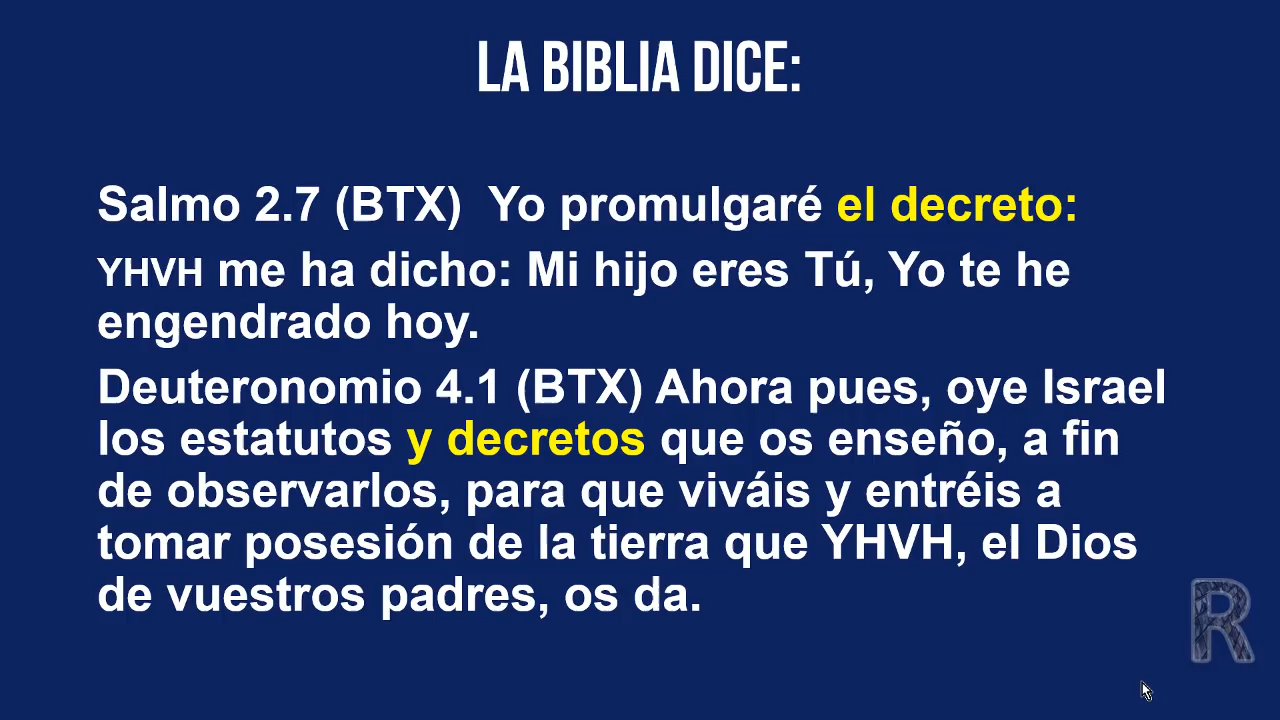 LA BIBLIA DICE:
Salmo 2.7 (BTX)  Yo promulgaré el decreto:
YHVH me ha dicho: Mi hijo eres Tú, Yo te he
engendrado hoy.
Deuteronomio 4.1 (BTX) Ahora pues, oye Israel
los estatutos y decretos que os enseño, a fin
de observarlos, para que viváis y entréis a
tomar posesión de la tierra que YHVH, el Dios
de vuestros padres, os da.
R